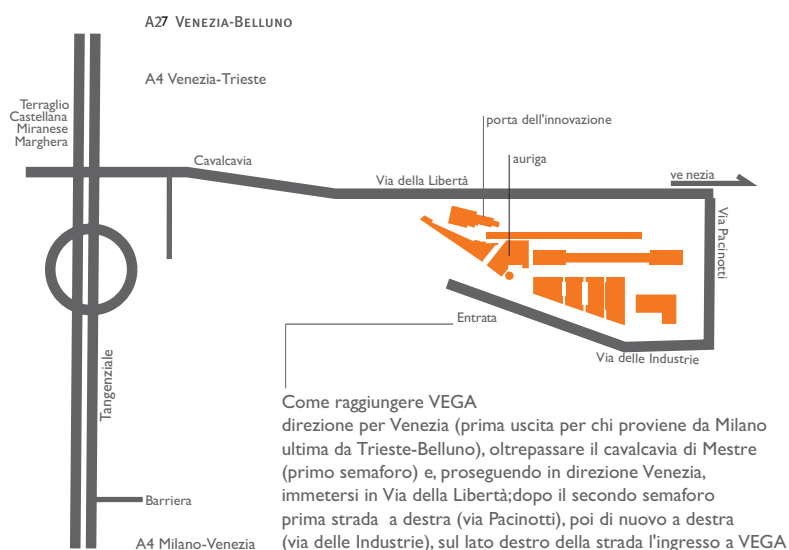 A27 VENEZIA-BELLUNO
A4 Venezia-Trieste
Terraglio
Castellana
Miranese
Marghera
porta dell'innovazione
Cavalcavia
auriga
Via della Libertà
ve nezia
Via Pacinotti
Entrata
Via delle Industrie
Tangenziale
Come raggiungere VEGA
direzione per Venezia (prima uscita per chi proviene da Milano
ultima da Trieste-Belluno), oltrepassare il cavalcavia di Mestre
(primo semaforo) e, proseguendo in direzione Venezia,
immetersi in Via della Libertà;dopo il secondo semaforo
prima strada a destra (via Pacinotti), poi di nuovo a destra
(via delle Industrie), sul lato destro della strada l'ingresso a VEGA
Barriera
A4 Milano-Venezia